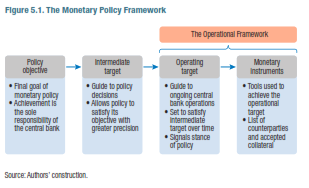 Figure 5.1. The Monetary Policy Framework
The Operational Framework
Policy
objective
Intermediate
target
Operating
target
Monetary
Instruments
• Final goal of
monetary policy
• Achievement is
the sole
responsibility of
the central bank
• Guide to policy
decisions
• Allows policy to
satisfy its
objective with
greater precision
• Guide to
ongoing central
bank operations
• Set to satisfy
intermediate
target over time
• Signals stance
of policy
• Tools used to
achieve the
operational
target
• List of
counterparties
and accepted
collateral
Source: Authors' construction.